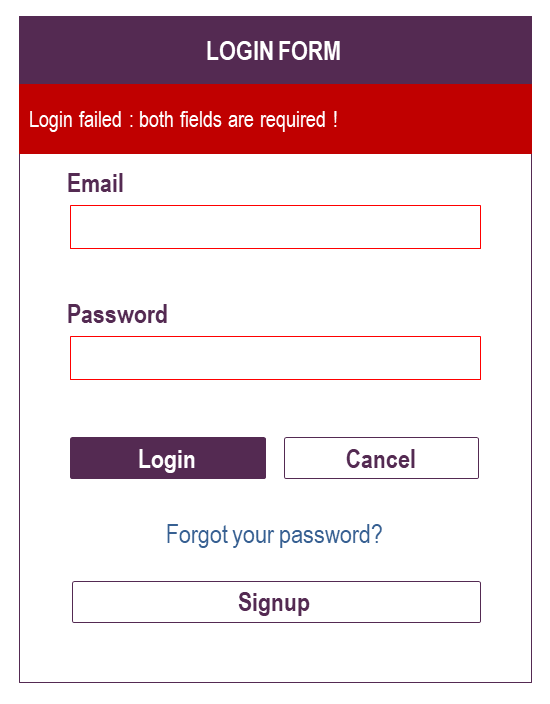 LOGIN FORM
Login failed : both fields are required !
Email
Password
Login
Cancel
Forgot your password?
Signup